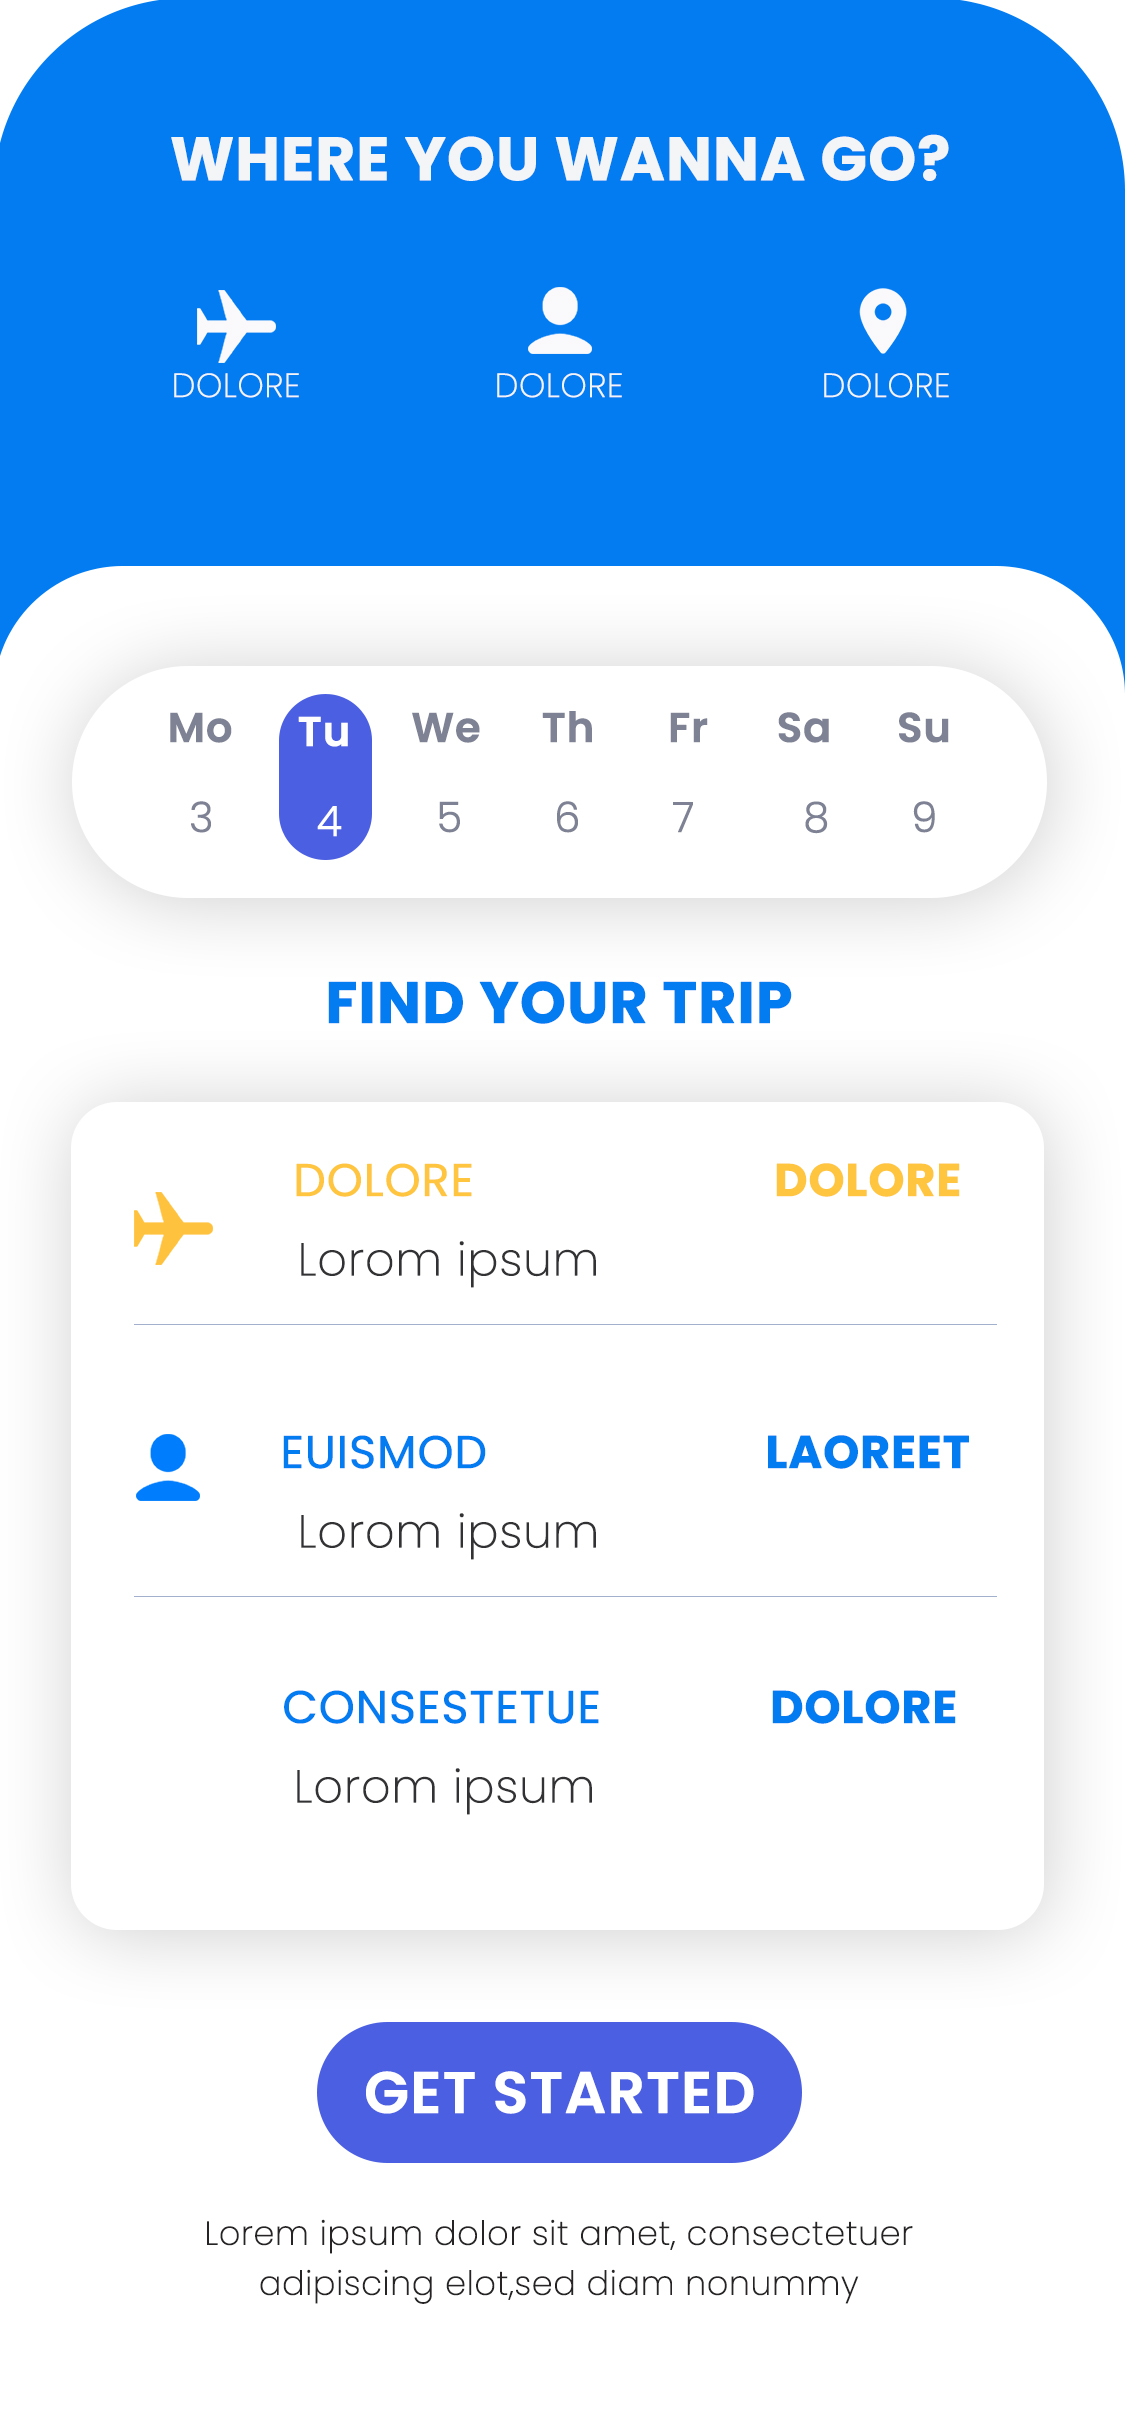 WHERE YOU WANNA GO?
DOLORE DOLORE DOLORE
Mo Tu We Th Fr Sa Su
3 4 5 6 7 8 9
FIND YOUR TRIP
DOLORE DOLORE
Lorom ipsum
EUISMOD LAOREET
Lorom ipsum
CONSESTETUE DOLORE
Lorom ipsum
GET STARTED
Lorem ipsum dolor sit amet, consectetuer
adipiscing elot,sed diam nonummy